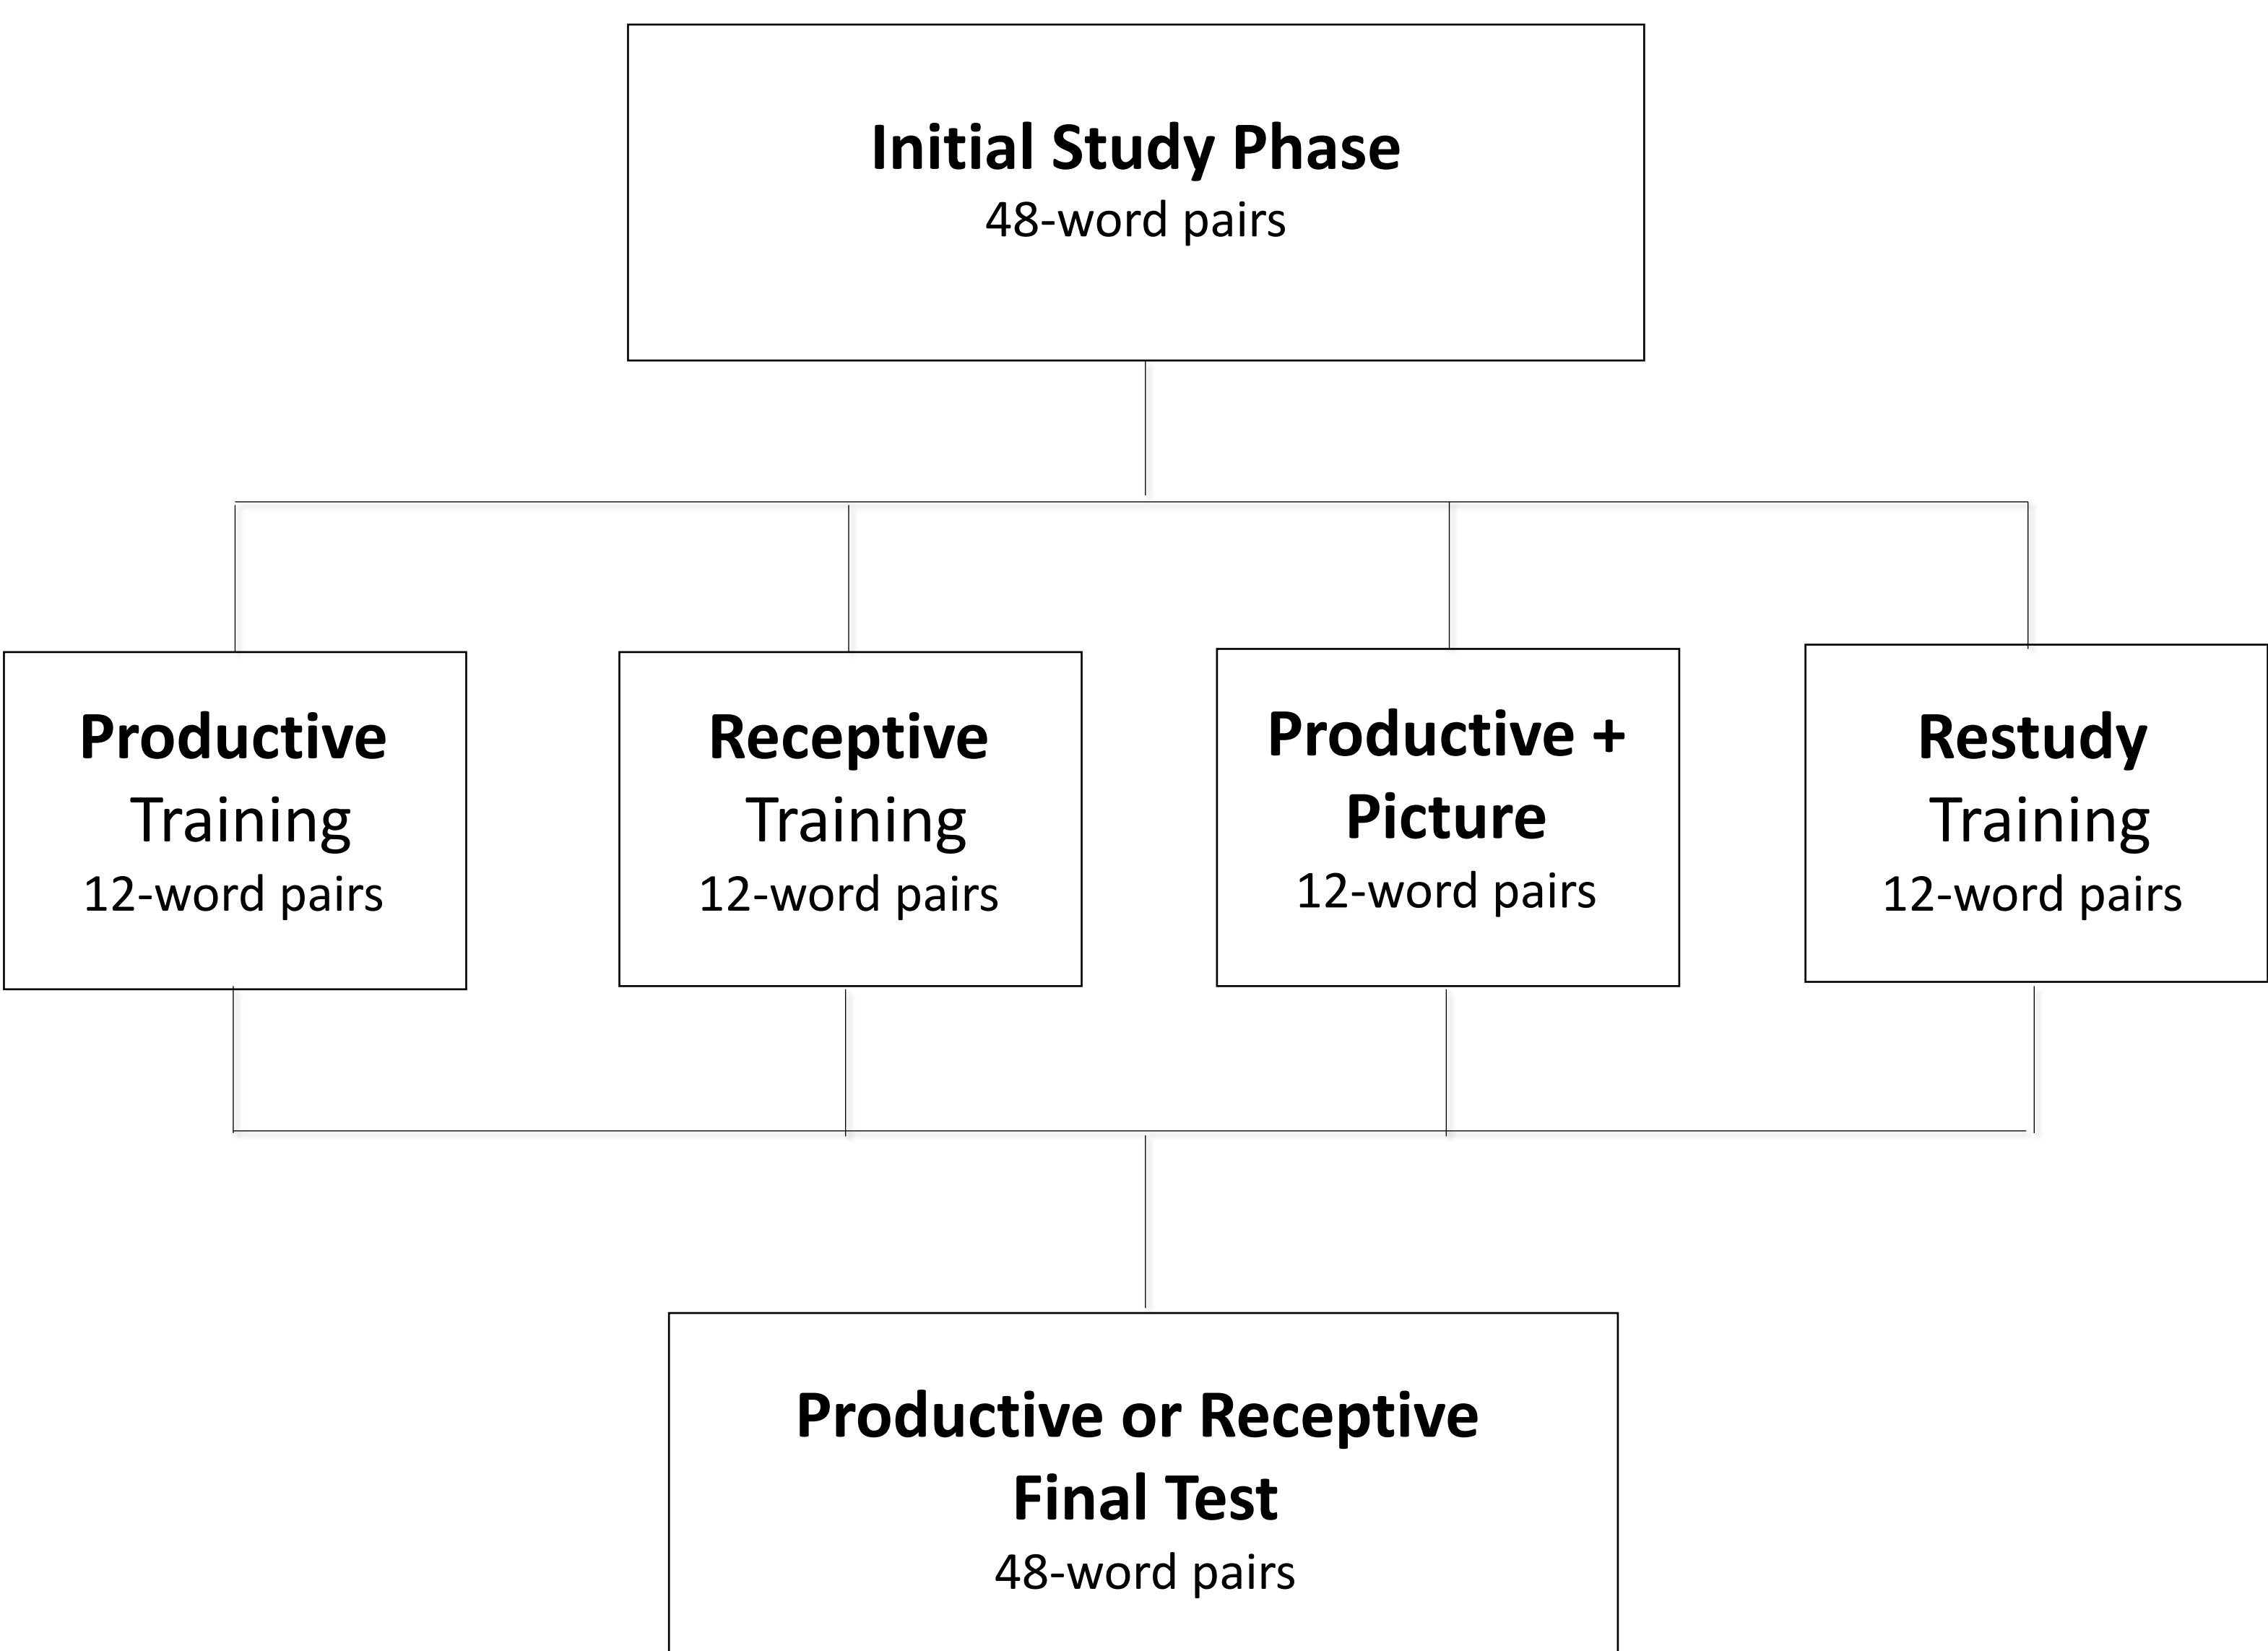 Initial Study Phase
48-word pairs
Productive
Training
12-word pairs
Receptive
Training
12-word pairs
Productive +
Picture
12-word pairs
Restudy
Training
12-word pairs
Productive or Receptive
Final Test
48-word pairs